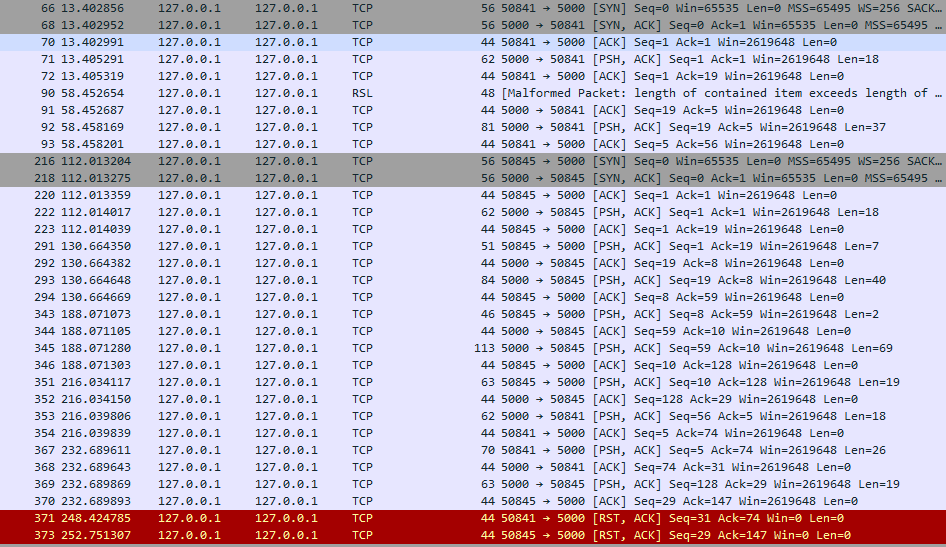 66 13.402856 127.0.0.1 127.0.0.1 TCP 56 50841 → 5000 [SYN] Seq=0 Win=65535 Len=0 MSS=65495 WS=256 SACK…
68 13.402952 127.0.0.1 127.0.0.1 TCP 56 5000 → 50841 [SYN, ACK] Seq=0 Ack=1 Win=65535 Len=0 MSS=65495 …
70 13.402991 127.0.0.1 127.0.0.1 TCP 44 50841 → 5000 [ACK] Seq=1 Ack=1 Win=2619648 Len=0
71 13.405291 127.0.0.1 127.0.0.1 TCP 62 5000 → 50841 [PSH, ACK] Seq=1 Ack=1 Win=2619648 Len=18
72 13.405319 127.0.0.1 127.0.0.1 TCP 44 50841 → 5000 [ACK] Seq=1 Ack=19 Win=2619648 Len=0
90 58.452654 127.0.0.1 127.0.0.1 RSL 48 [Malformed Packet: length of contained item exceeds length of …
91 58.452687 127.0.0.1 127.0.0.1 TCP 44 5000 → 50841 [ACK] Seq=19 Ack=5 Win=2619648 Len=0
92 58.458169 127.0.0.1 127.0.0.1 TCP 81 5000 → 50841 [PSH, ACK] Seq=19 Ack=5 Win=2619648 Len=37
93 58.458201 127.0.0.1 127.0.0.1 TCP 44 50841 → 5000 [ACK] Seq=5 Ack=56 Win=2619648 Len=0
216 112.013204 127.0.0.1 127.0.0.1 TCP 56 50845 → 5000 [SYN] Seq=0 Win=65535 Len=0 MSS=65495 WS=256 SACK…
218 112.013275 127.0.0.1 127.0.0.1 TCP 56 5000 → 50845 [SYN, ACK] Seq=0 Ack=1 Win=65535 Len=0 MSS=65495 …
220 112.013359 127.0.0.1 127.0.0.1 TCP 44 50845 → 5000 [ACK] Seq=1 Ack=1 Win=2619648 Len=0
222 112.014017 127.0.0.1 127.0.0.1 TCP 62 5000 → 50845 [PSH, ACK] Seq=1 Ack=1 Win=2619648 Len=18
223 112.014039 127.0.0.1 127.0.0.1 TCP 44 50845 → 5000 [ACK] Seq=1 Ack=19 Win=2619648 Len=0
291 130.664350 127.0.0.1 127.0.0.1 TCP 51 50845 → 5000 [PSH, ACK] Seq=1 Ack=19 Win=2619648 Len=7
292 130.664382 127.0.0.1 127.0.0.1 TCP 44 5000 → 50845 [ACK] Seq=19 Ack=8 Win=2619648 Len=0
293 130.664648 127.0.0.1 127.0.0.1 TCP 84 5000 → 50845 [PSH, ACK] Seq=19 Ack=8 Win=2619648 Len=40
294 130.664669 127.0.0.1 127.0.0.1 TCP 44 50845 → 5000 [ACK] Seq=8 Ack=59 Win=2619648 Len=0
343 188.071073 127.0.0.1 127.0.0.1 TCP 46 50845 → 5000 [PSH, ACK] Seq=8 Ack=59 Win=2619648 Len=2
344 188.071105 127.0.0.1 127.0.0.1 TCP 44 5000 → 50845 [ACK] Seq=59 Ack=10 Win=2619648 Len=0
345 188.071280 127.0.0.1 127.0.0.1 TCP 113 5000 → 50845 [PSH, ACK] Seq=59 Ack=10 Win=2619648 Len=69
346 188.071303 127.0.0.1 127.0.0.1 TCP 44 50845 → 5000 [ACK] Seq=10 Ack=128 Win=2619648 Len=0
351 216.034117 127.0.0.1 127.0.0.1 TCP 63 50845 → 5000 [PSH, ACK] Seq=10 Ack=128 Win=2619648 Len=19
352 216.034150 127.0.0.1 127.0.0.1 TCP 44 5000 → 50845 [ACK] Seq=128 Ack=29 Win=2619648 Len=0
353 216.039806 127.0.0.1 127.0.0.1 TCP 62 5000 → 50841 [PSH, ACK] Seq=56 Ack=5 Win=2619648 Len=18
354 216.039839 127.0.0.1 127.0.0.1 TCP 44 50841 → 5000 [ACK] Seq=5 Ack=74 Win=2619648 Len=0
367 232.689611 127.0.0.1 127.0.0.1 TCP 70 50841 → 5000 [PSH, ACK] Seq=5 Ack=74 Win=2619648 Len=26
368 232.689643 127.0.0.1 127.0.0.1 TCP 44 5000 → 50841 [ACK] Seq=74 Ack=31 Win=2619648 Len=0
369 232.689869 127.0.0.1 127.0.0.1 TCP 63 5000 → 50845 [PSH, ACK] Seq=128 Ack=29 Win=2619648 Len=19
370 232.689893 127.0.0.1 127.0.0.1 TCP 44 50845 → 5000 [ACK] Seq=29 Ack=147 Win=2619648 Len=0
371 248.424785 127.0.0.1 127.0.0.1 TCP 44 50841 → 5000 [RST, ACK] Seq=31 Ack=74 Win=0 Len=0
373 252.751307 127.0.0.1 127.0.0.1 TCP 44 50845 → 5000 [RST, ACK] Seq=29 Ack=147 Win=0 Len=0